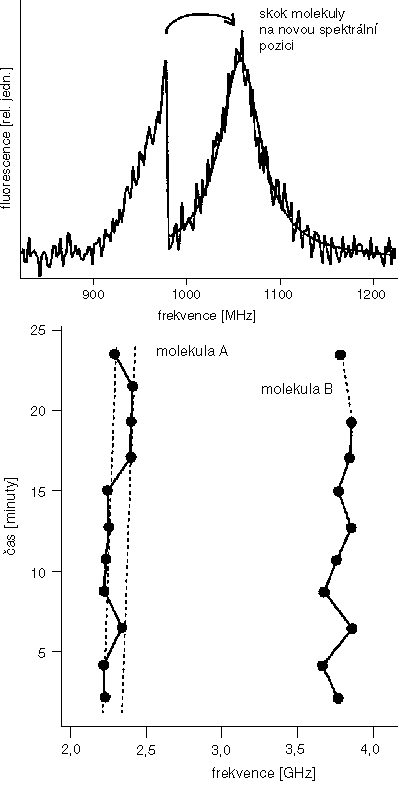 skok molekuly
na novou spektrální
pozici
fluorescence [rel. jedn.]
900 1000 1100 1200
frekvence [MHz]
25
20
15
10
5
čas [minuty]
molekula A
molekula B
2,0 2,5 3,0 3,5 4,0
frekvence [GHz]